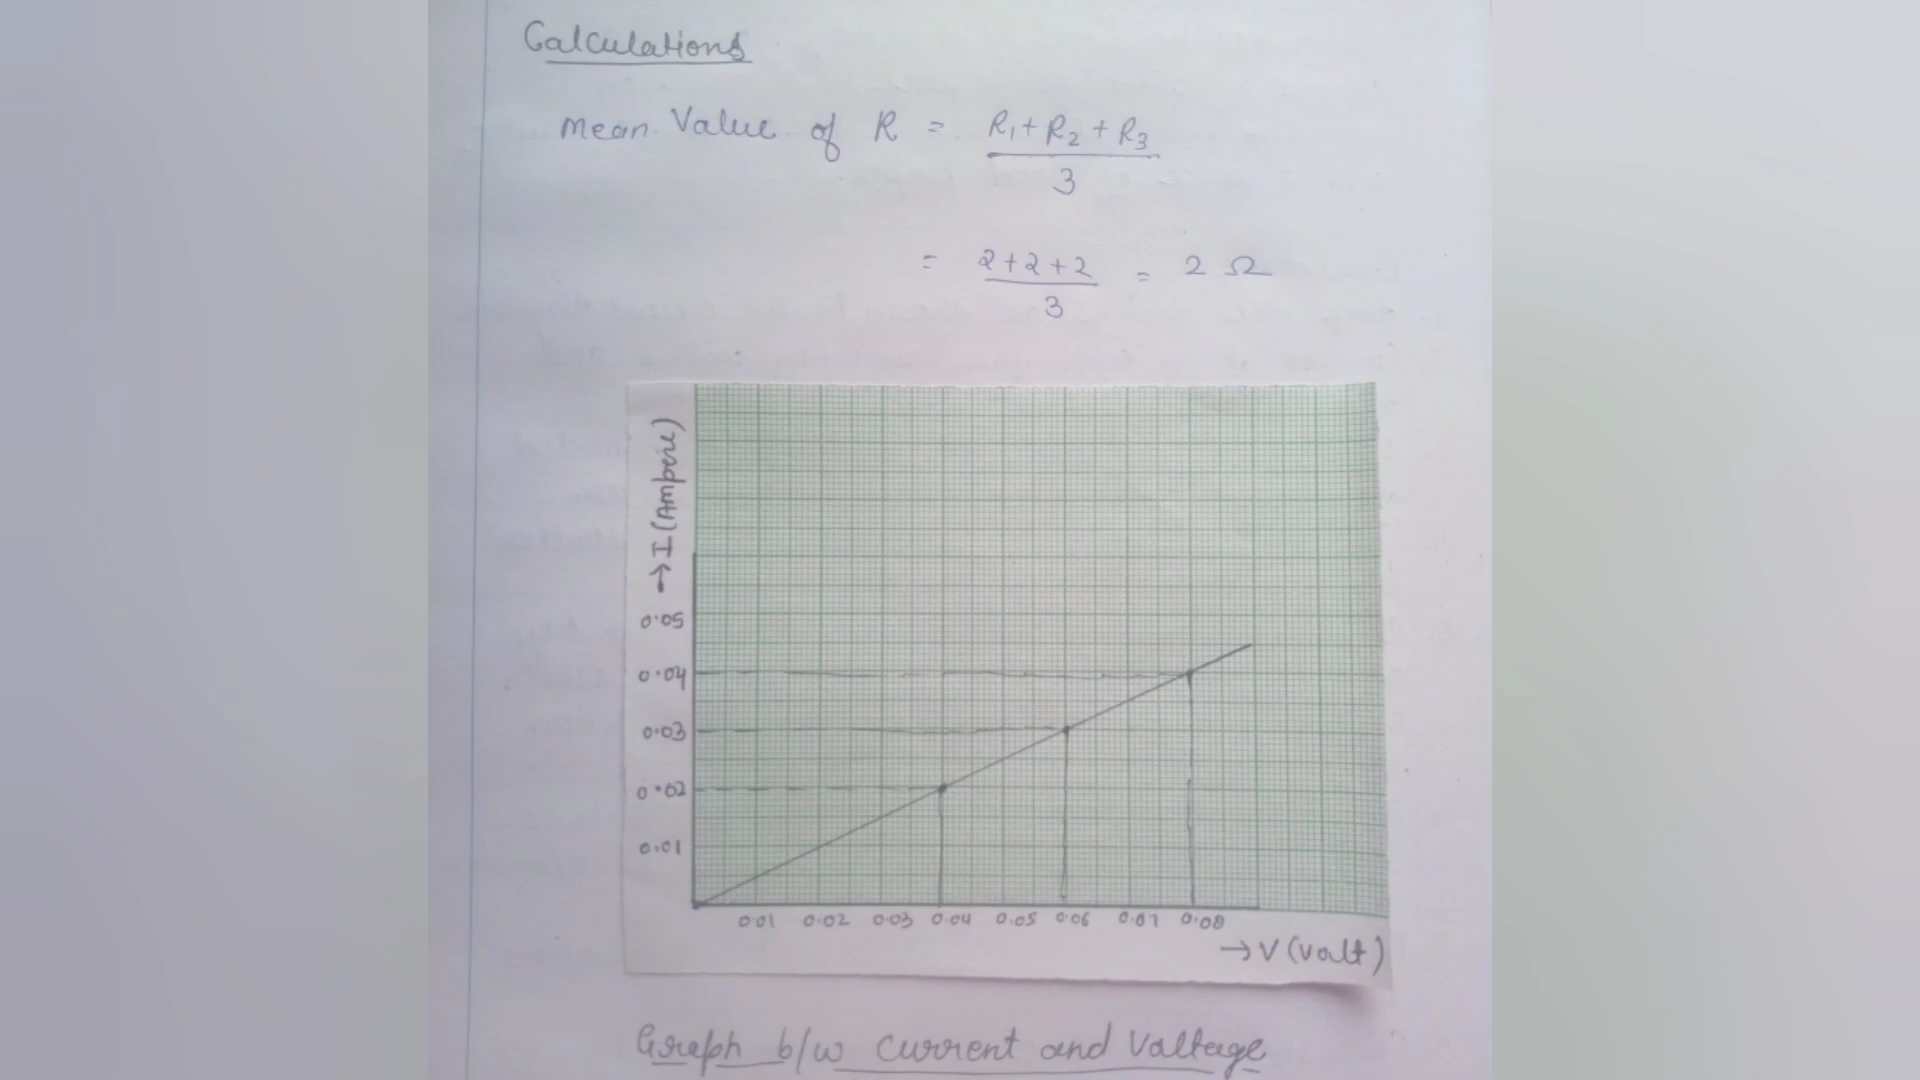 Calculations
Mean Value of R = R₁ + R₂ + R₃
3
= 2+2+2 = 2 Ω
3
→ I (Ampere)
0.05
0.04
0.03
0.02
0.01
0.01 0.02 0.03 0.04 0.05 0.06 0.07 0.08
→ V (Volt)
Graph b/w current and Voltage